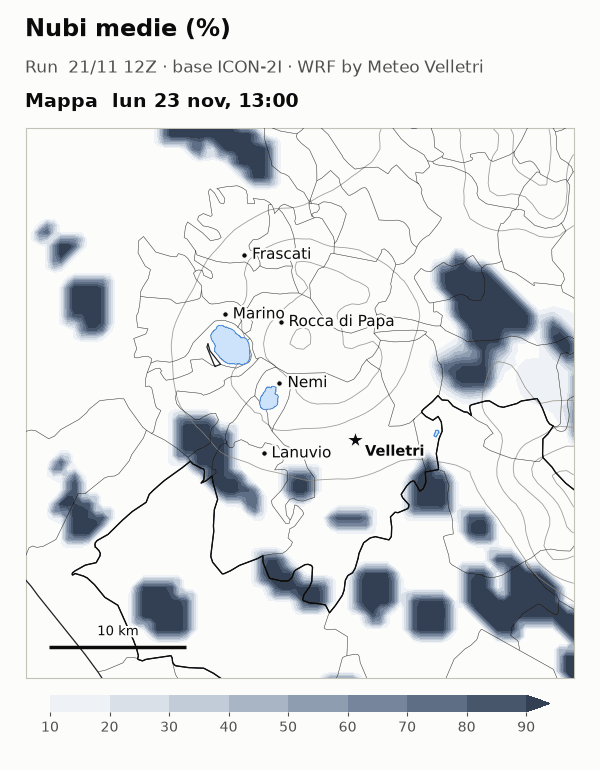 Nubi medie (%)
Run  21/11 12Z · base ICON-2I · WRF by Meteo Velletri
Mappa  lun 23 nov, 13:00
Frascati
Marino
Rocca di Papa
Nemi
Velletri
Lanuvio
10 km
10 20 30 40 50 60 70 80 90